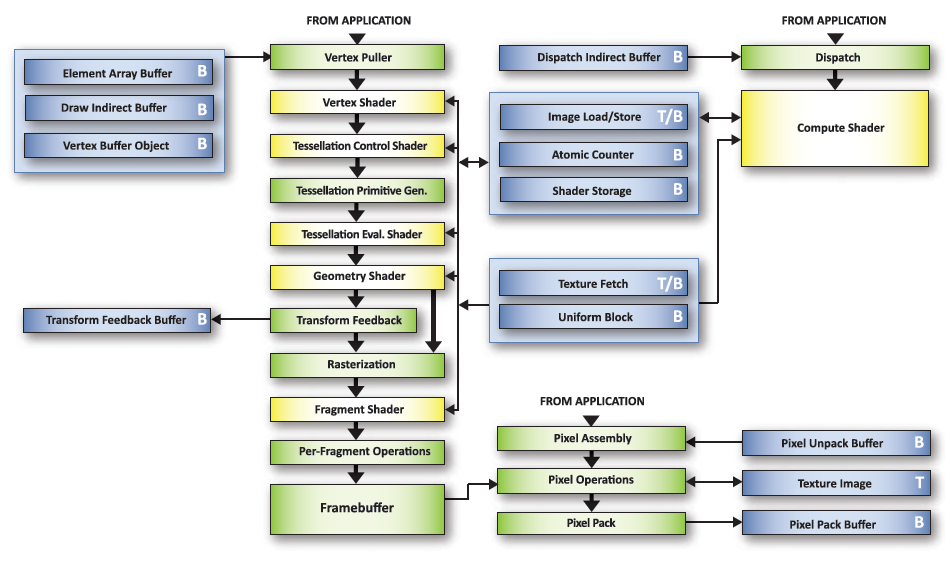 FROM APPLICATION
Vertex Puller
Element Array Buffer B
Draw Indirect Buffer B
Vertex Buffer Object B
Vertex Shader
Tessellation Control Shader
Tessellation Primitive Gen.
Tessellation Eval. Shader
Geometry Shader
Transform Feedback
Transform Feedback Buffer B
Rasterization
Fragment Shader
Per-Fragment Operations
Framebuffer
FROM APPLICATION
Dispatch Indirect Buffer B
Dispatch
Image Load/Store T/B
Atomic Counter B
Shader Storage B
Compute Shader
Texture Fetch T/B
Uniform Block B
FROM APPLICATION
Pixel Assembly
Pixel Unpack Buffer B
Pixel Operations
Texture Image T
Pixel Pack
Pixel Pack Buffer B